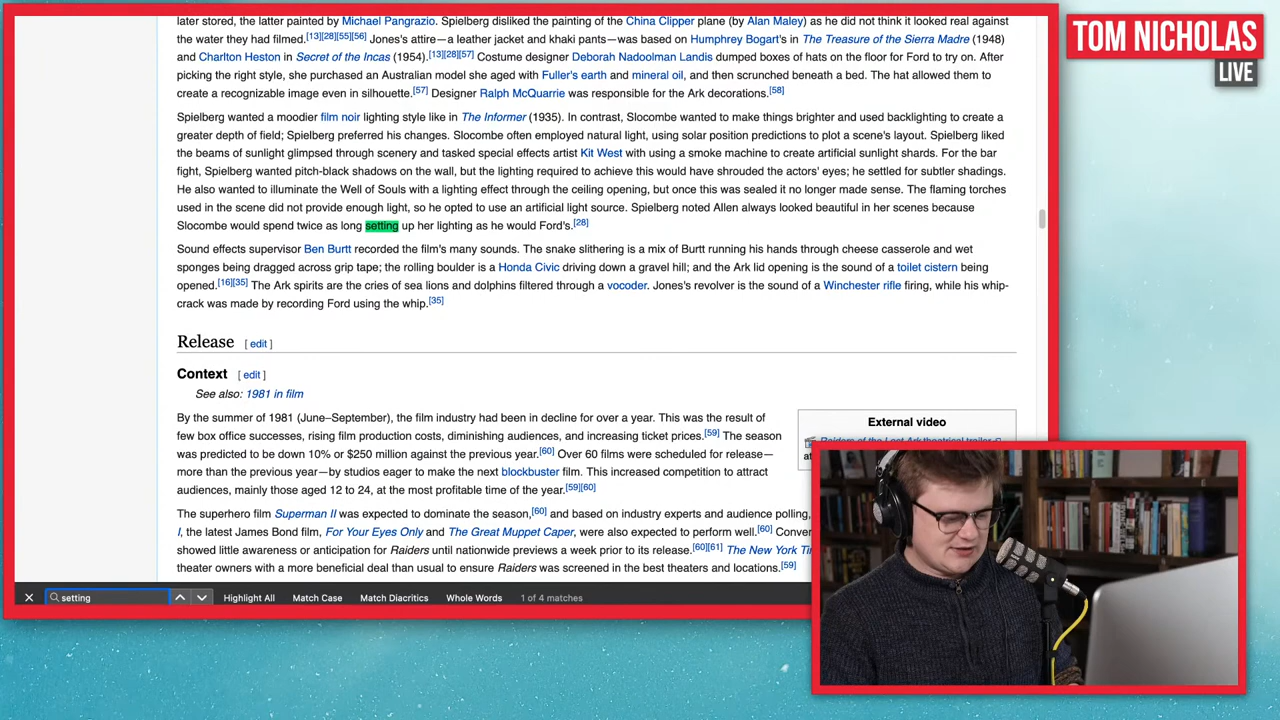 later stored, the latter painted by Michael Pangrazio. Spielberg disliked the painting of the China Clipper plane (by Alan Maley) as he did not think it looked real against
the water they had filmed.[13][28][55][56] Jones's attire—a leather jacket and khaki pants—was based on Humphrey Bogart's in The Treasure of the Sierra Madre (1948)
and Charlton Heston in Secret of the Incas (1954).[13][28][57] Costume designer Deborah Nadoolman Landis dumped boxes of hats on the floor for Ford to try on. After
picking the right style, she purchased an Australian model she aged with Fuller's earth and mineral oil, and then scrunched beneath a bed. The hat allowed them to
create a recognizable image even in silhouette.[57] Designer Ralph McQuarrie was responsible for the Ark decorations.[58]
Spielberg wanted a moodier film noir lighting style like in The Informer (1935). In contrast, Slocombe wanted to make things brighter and used backlighting to create a
greater depth of field; Spielberg preferred his changes. Slocombe often employed natural light, using solar position predictions to plot a scene's layout. Spielberg liked
the beams of sunlight glimpsed through scenery and tasked special effects artist Kit West with using a smoke machine to create artificial sunlight shards. For the bar
fight, Spielberg wanted pitch-black shadows on the wall, but the lighting required to achieve this would have shrouded the actors' eyes; he settled for subtler shadings.
He also wanted to illuminate the Well of Souls with a lighting effect through the ceiling opening, but once this was sealed it no longer made sense. The flaming torches
used in the scene did not provide enough light, so he opted to use an artificial light source. Spielberg noted Allen always looked beautiful in her scenes because
Slocombe would spend twice as long setting up her lighting as he would Ford's.[28]
Sound effects supervisor Ben Burtt recorded the film's many sounds. The snake slithering is a mix of Burtt running his hands through cheese casserole and wet
sponges being dragged across grip tape; the rolling boulder is a Honda Civic driving down a gravel hill; and the Ark lid opening is the sound of a toilet cistern being
opened.[16][35] The Ark spirits are the cries of sea lions and dolphins filtered through a vocoder. Jones's revolver is the sound of a Winchester rifle firing, while his whip-
crack was made by recording Ford using the whip.[35]
Release [ edit ]
Context [ edit ]
See also: 1981 in film
By the summer of 1981 (June–September), the film industry had been in decline for over a year. This was the result of
few box office successes, rising film production costs, diminishing audiences, and increasing ticket prices.[59] The season
was predicted to be down 10% or $250 million against the previous year.[60] Over 60 films were scheduled for release—
more than the previous year—by studios eager to make the next blockbuster film. This increased competition to attract
audiences, mainly those aged 12 to 24, at the most profitable time of the year.[59][60]
The superhero film Superman II was expected to dominate the season,[60] and based on industry experts and audience polling,
I, the latest James Bond film, For Your Eyes Only and The Great Muppet Caper, were also expected to perform well.[60] Conver
showed little awareness or anticipation for Raiders until nationwide previews a week prior to its release.[60][61] The New York Ti
theater owners with a more beneficial deal than usual to ensure Raiders was screened in the best theaters and locations.[59]
External video
Raiders of the Lost Ark theatrical trailer
at
setting
Highlight All
Match Case
Match Diacritics
Whole Words
1 of 4 matches
TOM NICHOLAS
LIVE